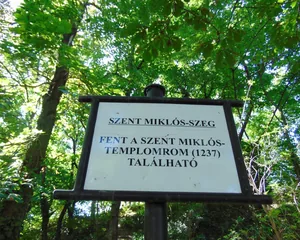 SZENT MIKLÓS-SZEG
FENT A SZENT MIKLÓS-
TEMPLOMROM (1237)
TALÁLHATÓ